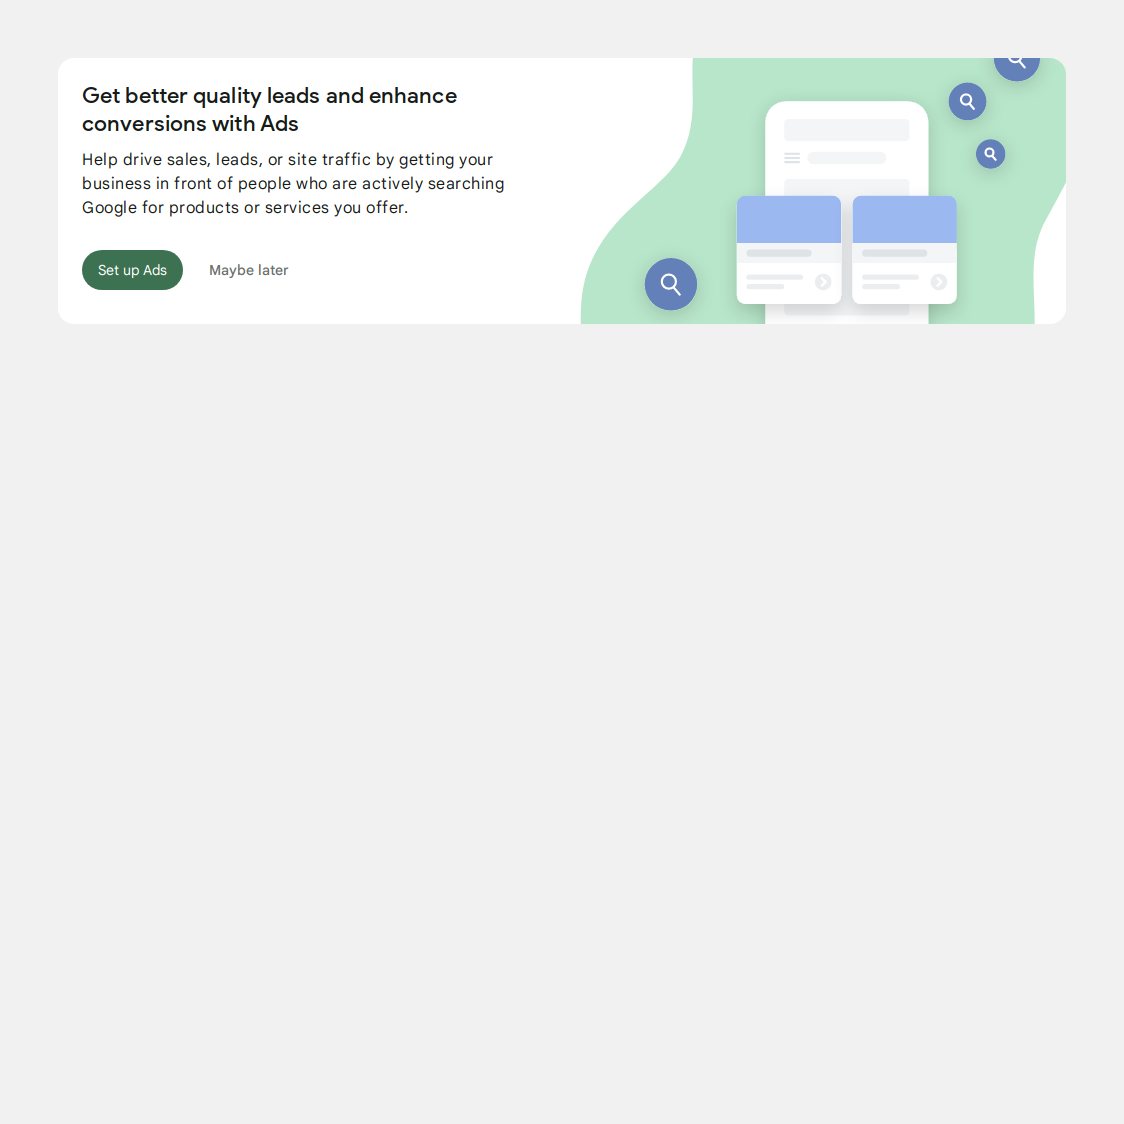 Get better quality leads and enhance
conversions with Ads
Help drive sales, leads, or site traffic by getting your
business in front of people who are actively searching
Google for products or services you offer.
Set up Ads
Maybe later